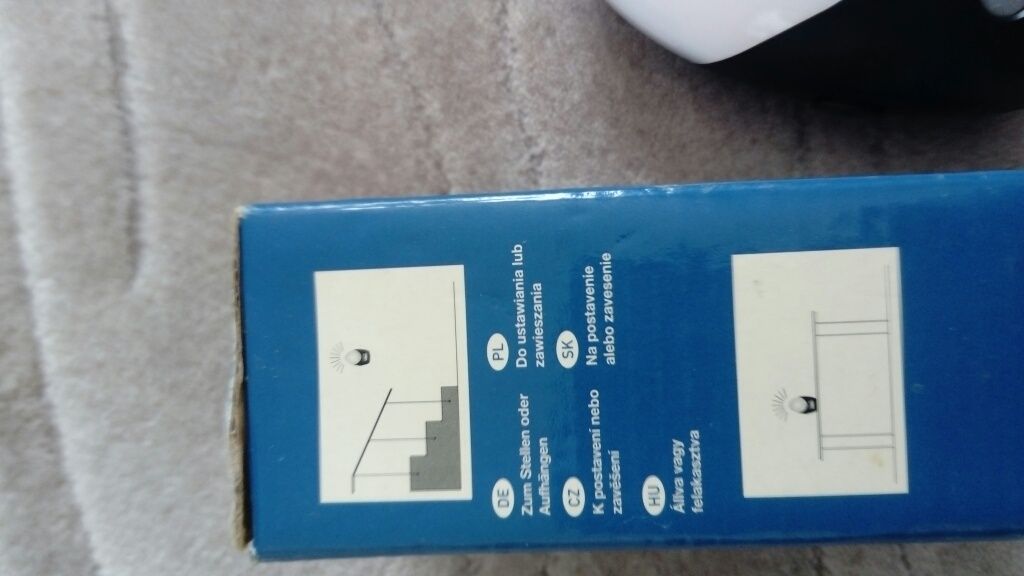 DE
Zum Stellen oder
Aufhängen
PL
Do ustawiania lub
zawieszania
CZ
K postavení nebo
zavěšení
SK
Na postavenie
alebo zavesenie
HU
Állva vagy
felakasztva